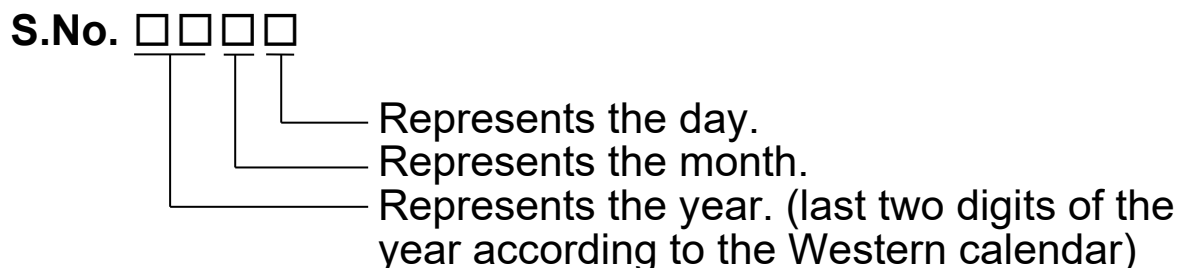 S.No. □□□□
Represents the day.
Represents the month.
Represents the year. (last two digits of the
year according to the Western calendar)